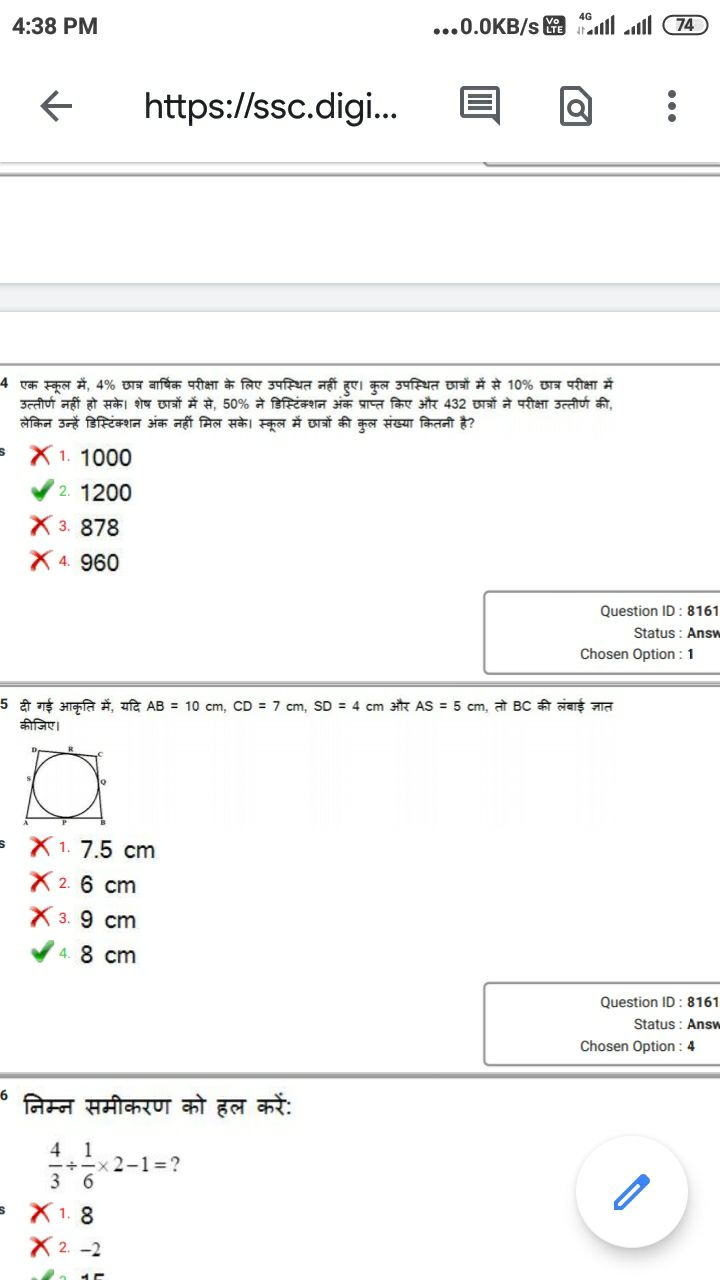 4:38 PM
...0.0KB/s Vo LTE 4G 74
https://ssc.digi...
4 एक स्कूल में, 4% छात्र वार्षिक परीक्षा के लिए उपस्थित नहीं हुए। कुल उपस्थित छात्रों में से 10% छात्र परीक्षा में
उत्तीर्ण नहीं हो सके। शेष छात्रों में से, 50% ने डिस्टिंक्शन अंक प्राप्त किए और 432 छात्रों ने परीक्षा उत्तीर्ण की,
लेकिन उन्हें डिस्टिंक्शन अंक नहीं मिल सके। स्कूल में छात्रों की कुल संख्या कितनी है?
s 1. 1000
2. 1200
3. 878
4. 960
Question ID : 8161
Status : Answ
Chosen Option : 1
5 दी गई आकृति में, यदि AB = 10 cm, CD = 7 cm, SD = 4 cm और AS = 5 cm, तो BC की लंबाई ज्ञात
कीजिए।
D R C
S Q
A P B
s 1. 7.5 cm
2. 6 cm
3. 9 cm
4. 8 cm
Question ID : 8161
Status : Answ
Chosen Option : 4
6 निम्न समीकरण को हल करें:
4/3 ÷ 1/6 × 2 − 1 = ?
s 1. 8
2. −2
3. 15